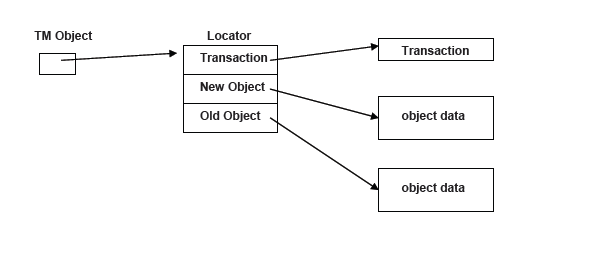 TM Object
Locator
Transaction
New Object
Old Object
Transaction
object data
object data